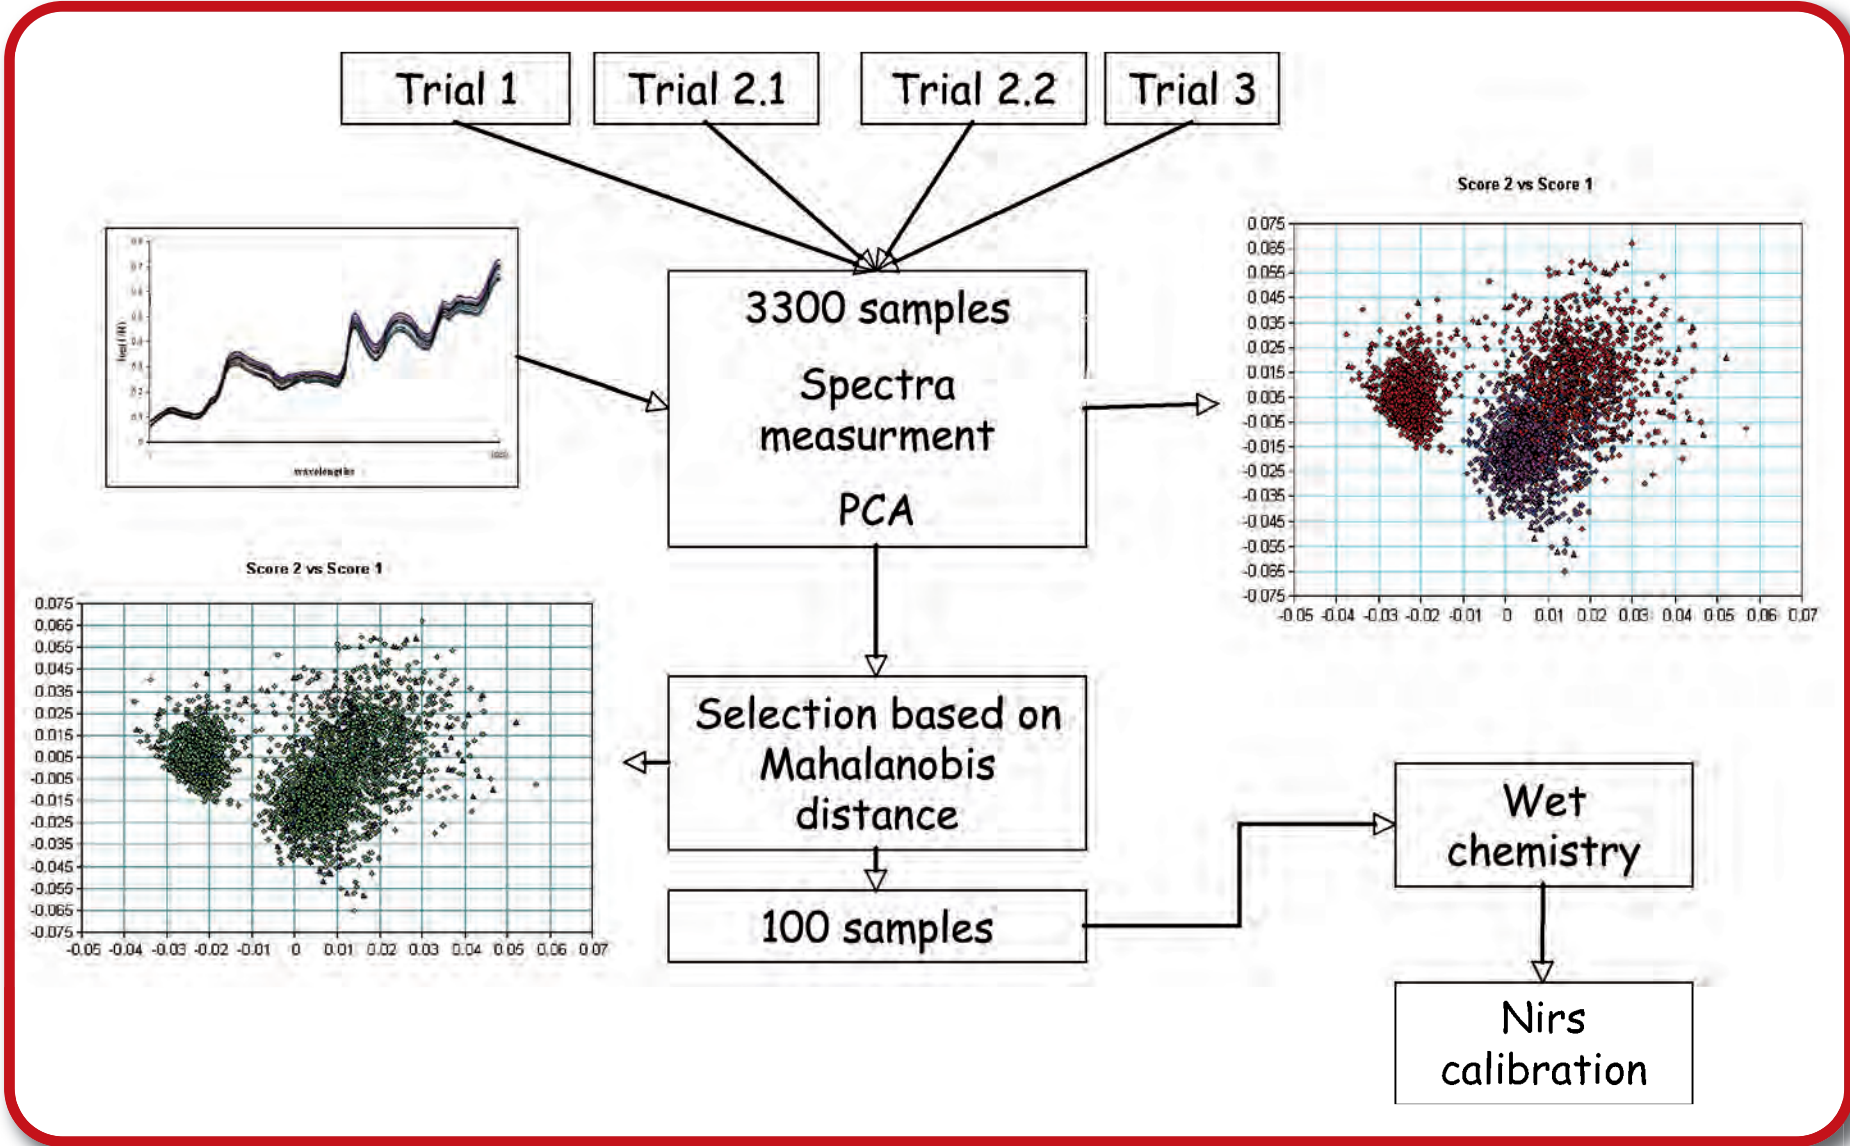 Trial 1
Trial 2.1
Trial 2.2
Trial 3
Score 2 vs Score 1
0.075
0.065
0.055
0.045
0.035
0.025
0.015
0.005
-0.005
-0.015
-0.025
-0.035
-0.045
-0.055
-0.065
-0.075
-0.05 -0.04 -0.03 -0.02 -0.01 0 0.01 0.02 0.03 0.04 0.05 0.06 0.07
log(1/R)
wavelengths
3300 samples
Spectra
measurment
PCA
Score 2 vs Score 1
0.075
0.065
0.055
0.045
0.035
0.025
0.015
0.005
-0.005
-0.015
-0.025
-0.035
-0.045
-0.055
-0.065
-0.075
-0.05 -0.04 -0.03 -0.02 -0.01 0 0.01 0.02 0.03 0.04 0.05 0.06 0.07
Selection based on
Mahalanobis
distance
100 samples
Wet
chemistry
Nirs
calibration